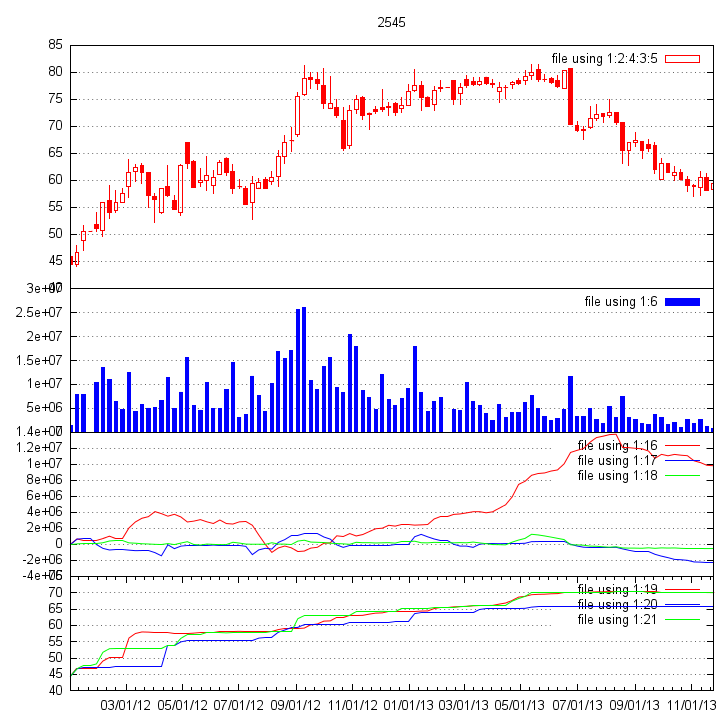 2545
85
file using 1:2:4:3:5
80
75
70
65
60
55
50
45
40
3e+07
file using 1:6
2.5e+07
2e+07
1.5e+07
1e+07
5e+06
0
1.4e+07
1.2e+07
file using 1:16
file using 1:17
1e+07
file using 1:18
8e+06
6e+06
4e+06
2e+06
0
-2e+06
-4e+06
75
70
file using 1:19
65
file using 1:20
60
file using 1:21
55
50
45
40
03/01/12 05/01/12 07/01/12 09/01/12 11/01/12 01/01/13 03/01/13 05/01/13 07/01/13 09/01/13 11/01/13